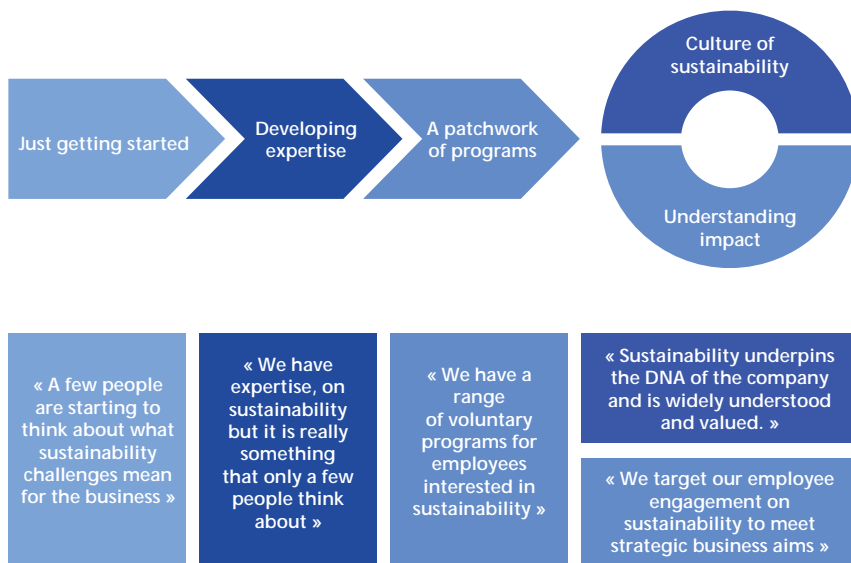 Just getting started
Developing
expertise
A patchwork
of programs
Culture of
sustainability
Understanding
impact
« A few people
are starting to
think about what
sustainability
challenges mean
for the business »
« We have
expertise, on
sustainability
but it is really
something
that only a few
people think
about »
« We have a
range
of voluntary
programs for
employees
interested in
sustainability »
« Sustainability underpins
the DNA of the company
and is widely understood
and valued. »
« We target our employee
engagement on
sustainability to meet
strategic business aims »